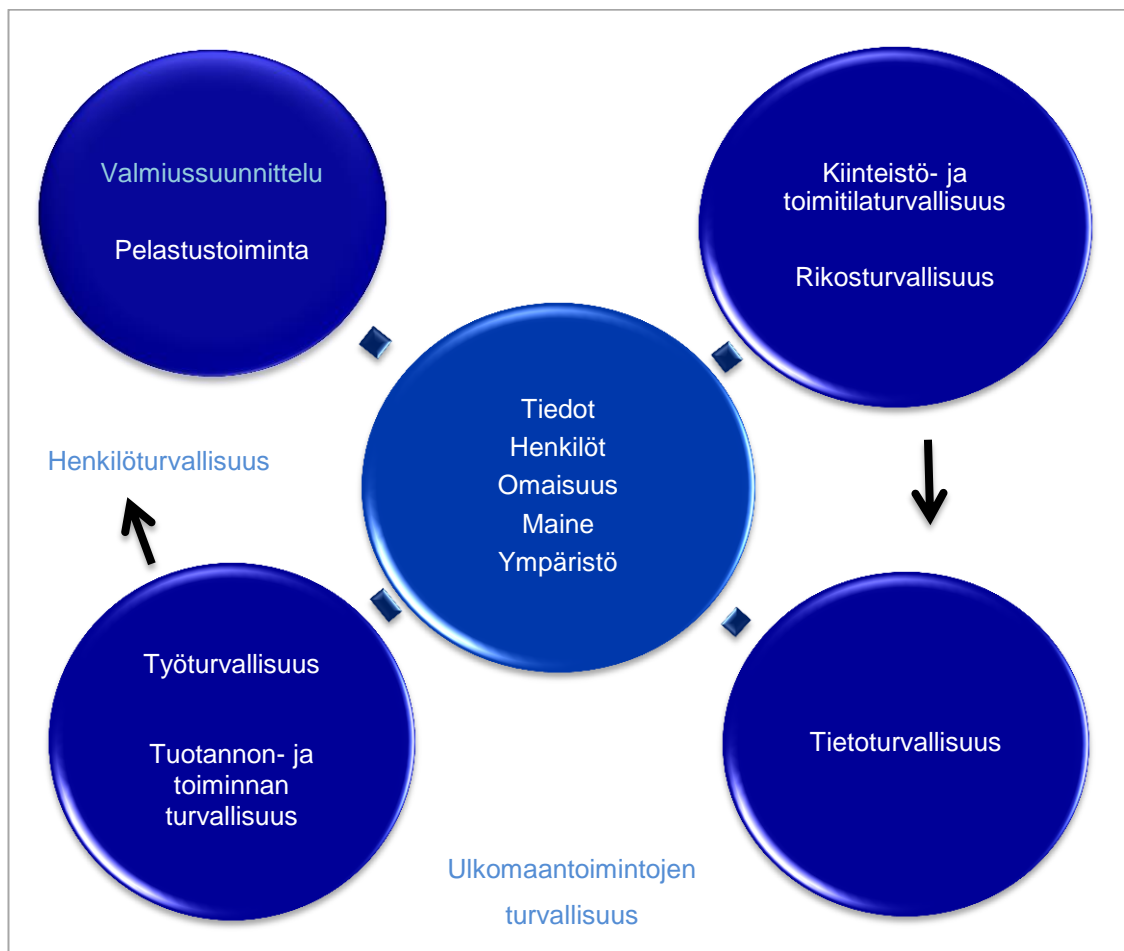 Valmiussuunnittelu
Pelastustoiminta
Kiinteistö- ja
toimitilaturvallisuus
Rikosturvallisuus
Tiedot
Henkilöt
Omaisuus
Maine
Ympäristö
Henkilöturvallisuus
Työturvallisuus
Tuotannon- ja
toiminnan
turvallisuus
Tietoturvallisuus
Ulkomaantoimintojen
turvallisuus